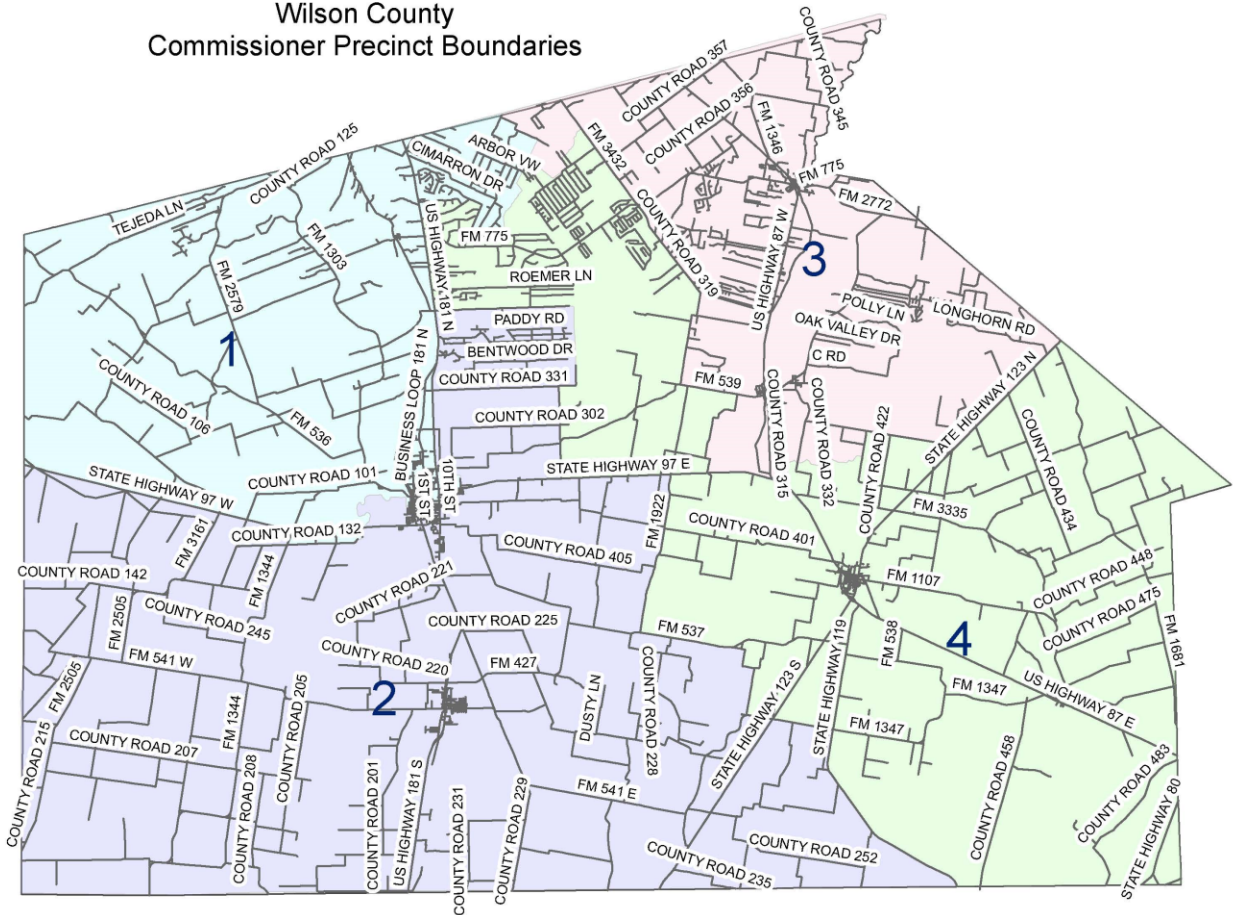 Wilson County
Commissioner Precinct Boundaries
COUNTY ROAD 357
COUNTY ROAD 345
COUNTY ROAD 356
FM 1346
FM 3432
COUNTY ROAD 125
ARBOR VW
CIMARRON DR
FM 775
FM 2772
TEJEDA LN
US HIGHWAY 181 N
FM 775
FM 1303
FM 2579
COUNTY ROAD 319
US HIGHWAY 87 W
3
ROEMER LN
POLLY LN
LONGHORN RD
OAK VALLEY DR
C RD
PADDY RD
BENTWOOD DR
1
BUSINESS LOOP 181 N
COUNTY ROAD 331
FM 539
COUNTY ROAD 106
FM 536
COUNTY ROAD 302
COUNTY ROAD 315
COUNTY ROAD 332
COUNTY ROAD 422
STATE HIGHWAY 123 N
COUNTY ROAD 434
STATE HIGHWAY 97 W
COUNTY ROAD 101
1ST ST
10TH ST
STATE HIGHWAY 97 E
FM 3161
COUNTY ROAD 132
FM 1922
FM 3335
COUNTY ROAD 401
COUNTY ROAD 405
COUNTY ROAD 142
FM 1344
COUNTY ROAD 221
FM 1107
COUNTY ROAD 448
COUNTY ROAD 475
FM 2505
COUNTY ROAD 245
COUNTY ROAD 225
FM 537
STATE HIGHWAY 119
FM 538
4
FM 1681
FM 541 W
COUNTY ROAD 220
FM 427
FM 2505
FM 1344
COUNTY ROAD 205
2
DUSTY LN
COUNTY ROAD 228
STATE HIGHWAY 123 S
FM 1347
US HIGHWAY 87 E
FM 1347
COUNTY ROAD 215
COUNTY ROAD 207
COUNTY ROAD 208
COUNTY ROAD 201
US HIGHWAY 181 S
COUNTY ROAD 231
COUNTY ROAD 229
FM 541 E
COUNTY ROAD 458
COUNTY ROAD 483
STATE HIGHWAY 80
COUNTY ROAD 235
COUNTY ROAD 252